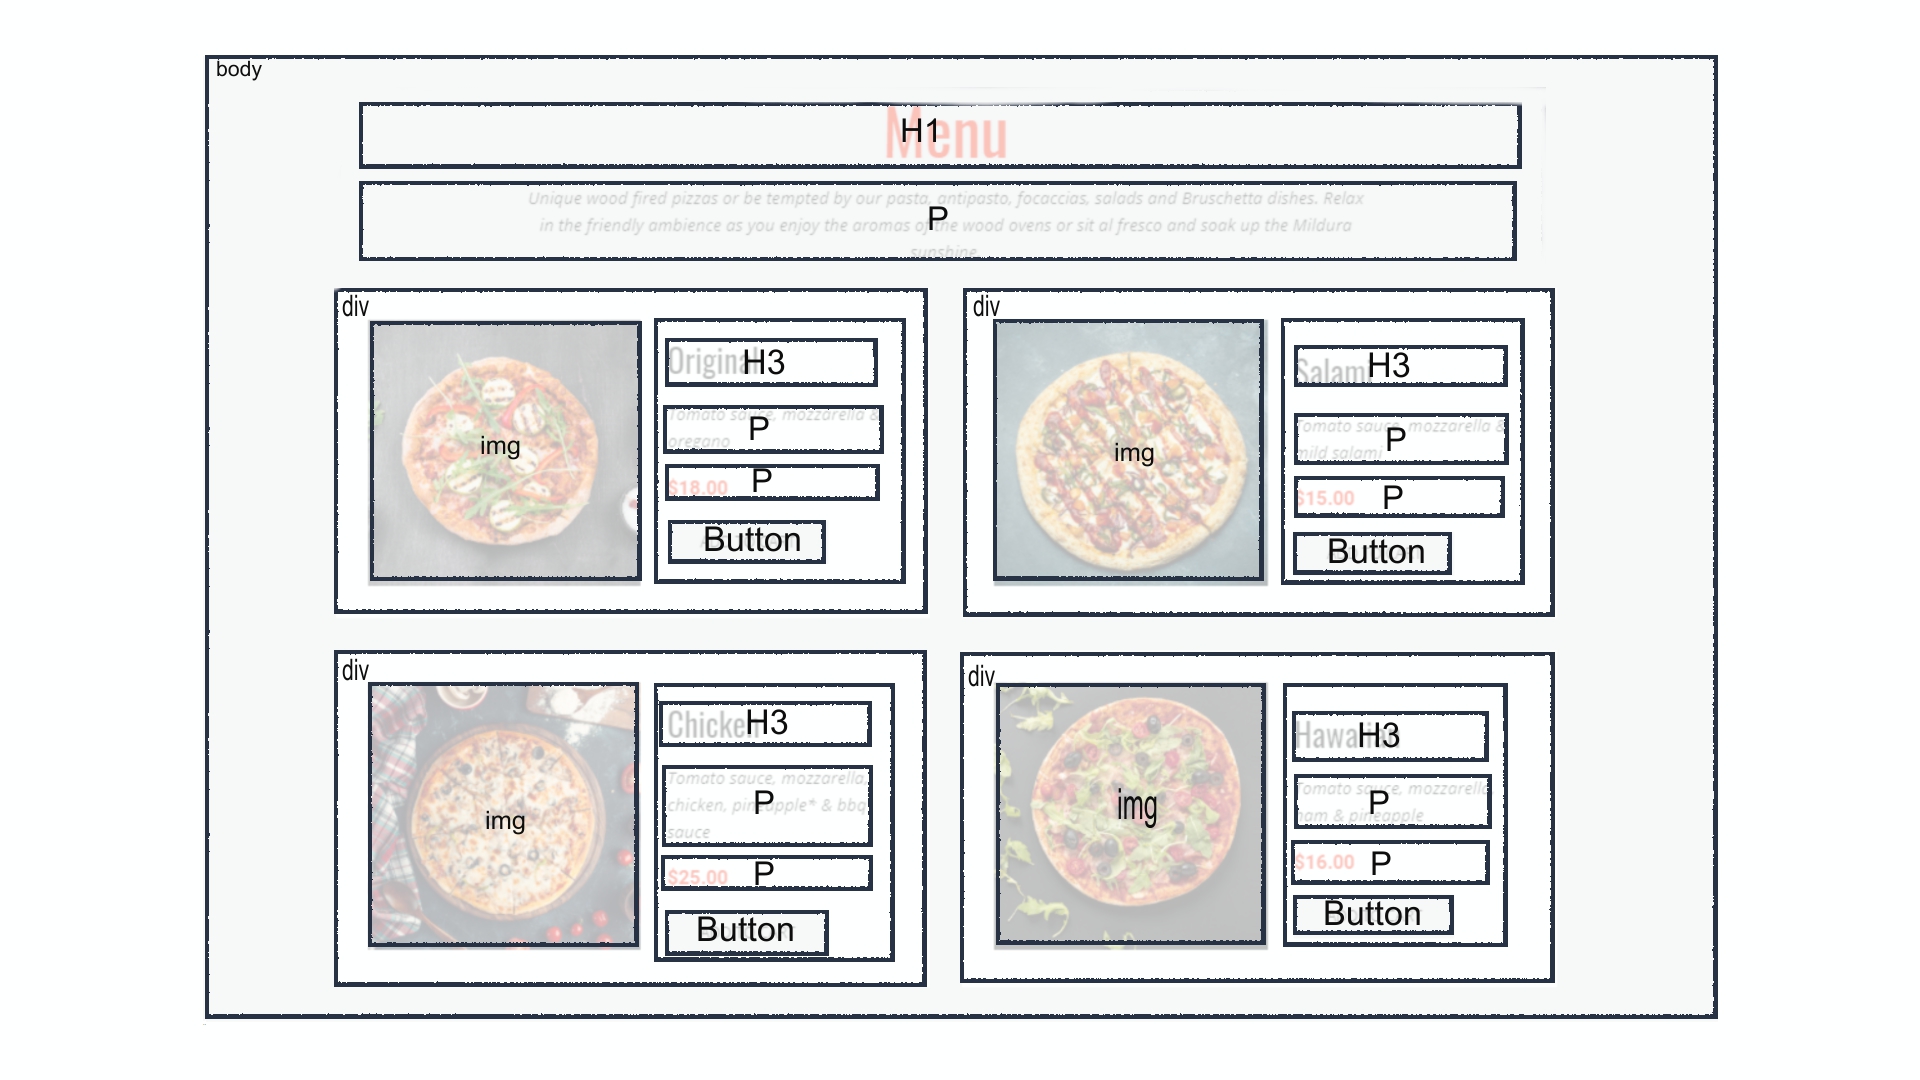 body
Menu
H1
Unique wood fired pizzas or be tempted by our pasta, antipasto, focaccias, salads and Bruschetta dishes. Relax
in the friendly ambience as you enjoy the aromas of the wood ovens or sit al fresco and soak up the Mildura
sunshine.
P
div
img
Original
H3
Tomato sauce, mozzarella &
oregano
P
$18.00 P
Button
div
img
Salami
H3
Tomato sauce, mozzarella &
mild salami
P
$15.00 P
Button
div
img
Chicken
H3
Tomato sauce, mozzarella,
chicken, pineapple* & bbq
sauce
P
$25.00 P
Button
div
img
Hawaiian
H3
Tomato sauce, mozzarella,
ham & pineapple
P
$16.00 P
Button